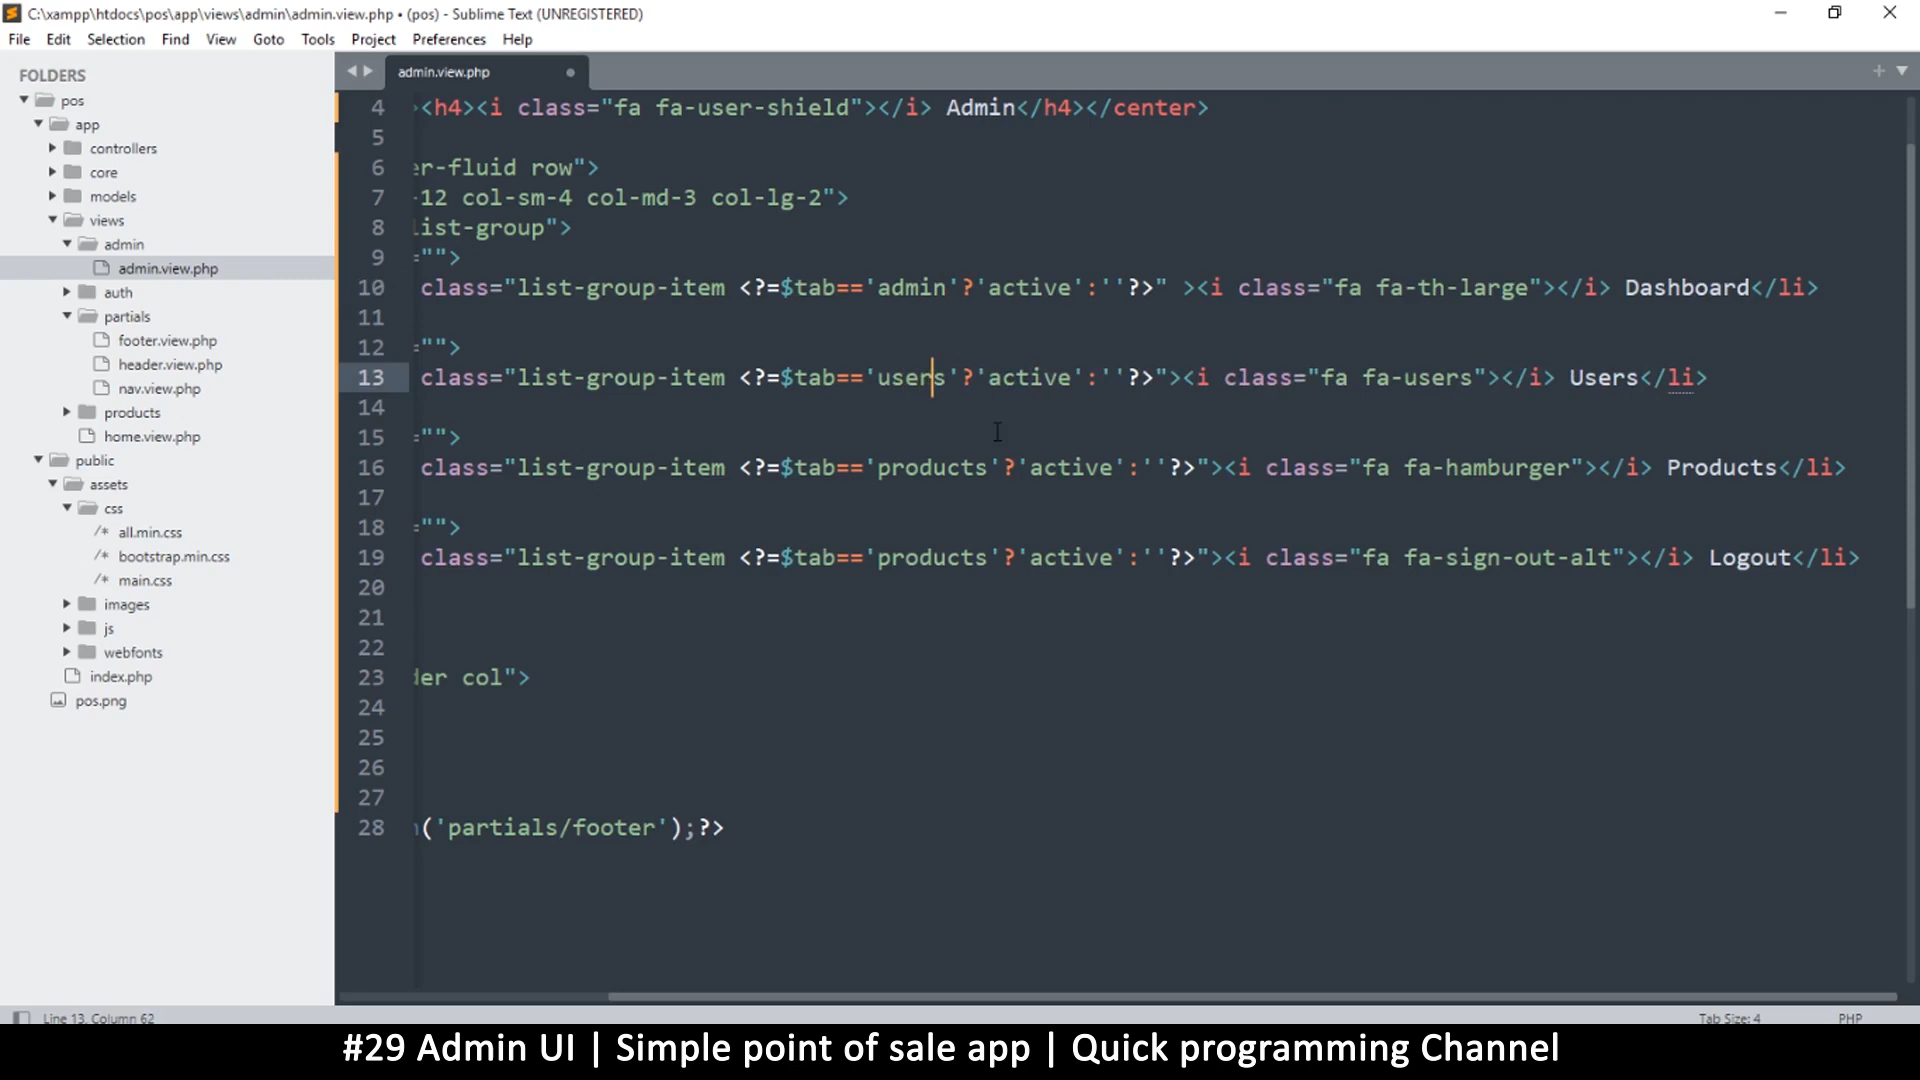 C:\xampp\htdocs\pos\app\views\admin\admin.view.php • (pos) - Sublime Text (UNREGISTERED)
File Edit Selection Find View Goto Tools Project Preferences Help
FOLDERS
pos
app
controllers
core
models
views
admin
admin.view.php
auth
partials
footer.view.php
header.view.php
nav.view.php
products
home.view.php
public
assets
css
/* all.min.css
/* bootstrap.min.css
/* main.css
images
js
webfonts
index.php
pos.png
admin.view.php
4 ><h4><i class="fa fa-user-shield"></i> Admin</h4></center>
5
6 er-fluid row">
7 -12 col-sm-4 col-md-3 col-lg-2">
8 list-group">
9 ="">
10 class="list-group-item <?=$tab=='admin'?'active':''?>" ><i class="fa fa-th-large"></i> Dashboard</li>
11
12 ="">
13 class="list-group-item <?=$tab=='users'?'active':''?>"><i class="fa fa-users"></i> Users</li>
14
15 ="">
16 class="list-group-item <?=$tab=='products'?'active':''?>"><i class="fa fa-hamburger"></i> Products</li>
17
18 ="">
19 class="list-group-item <?=$tab=='products'?'active':''?>"><i class="fa fa-sign-out-alt"></i> Logout</li>
20
21
22
23 der col">
24
25
26
27
28 ('partials/footer');?>
Line 13, Column 62
Tab Size: 4 PHP
#29 Admin UI | Simple point of sale app | Quick programming Channel